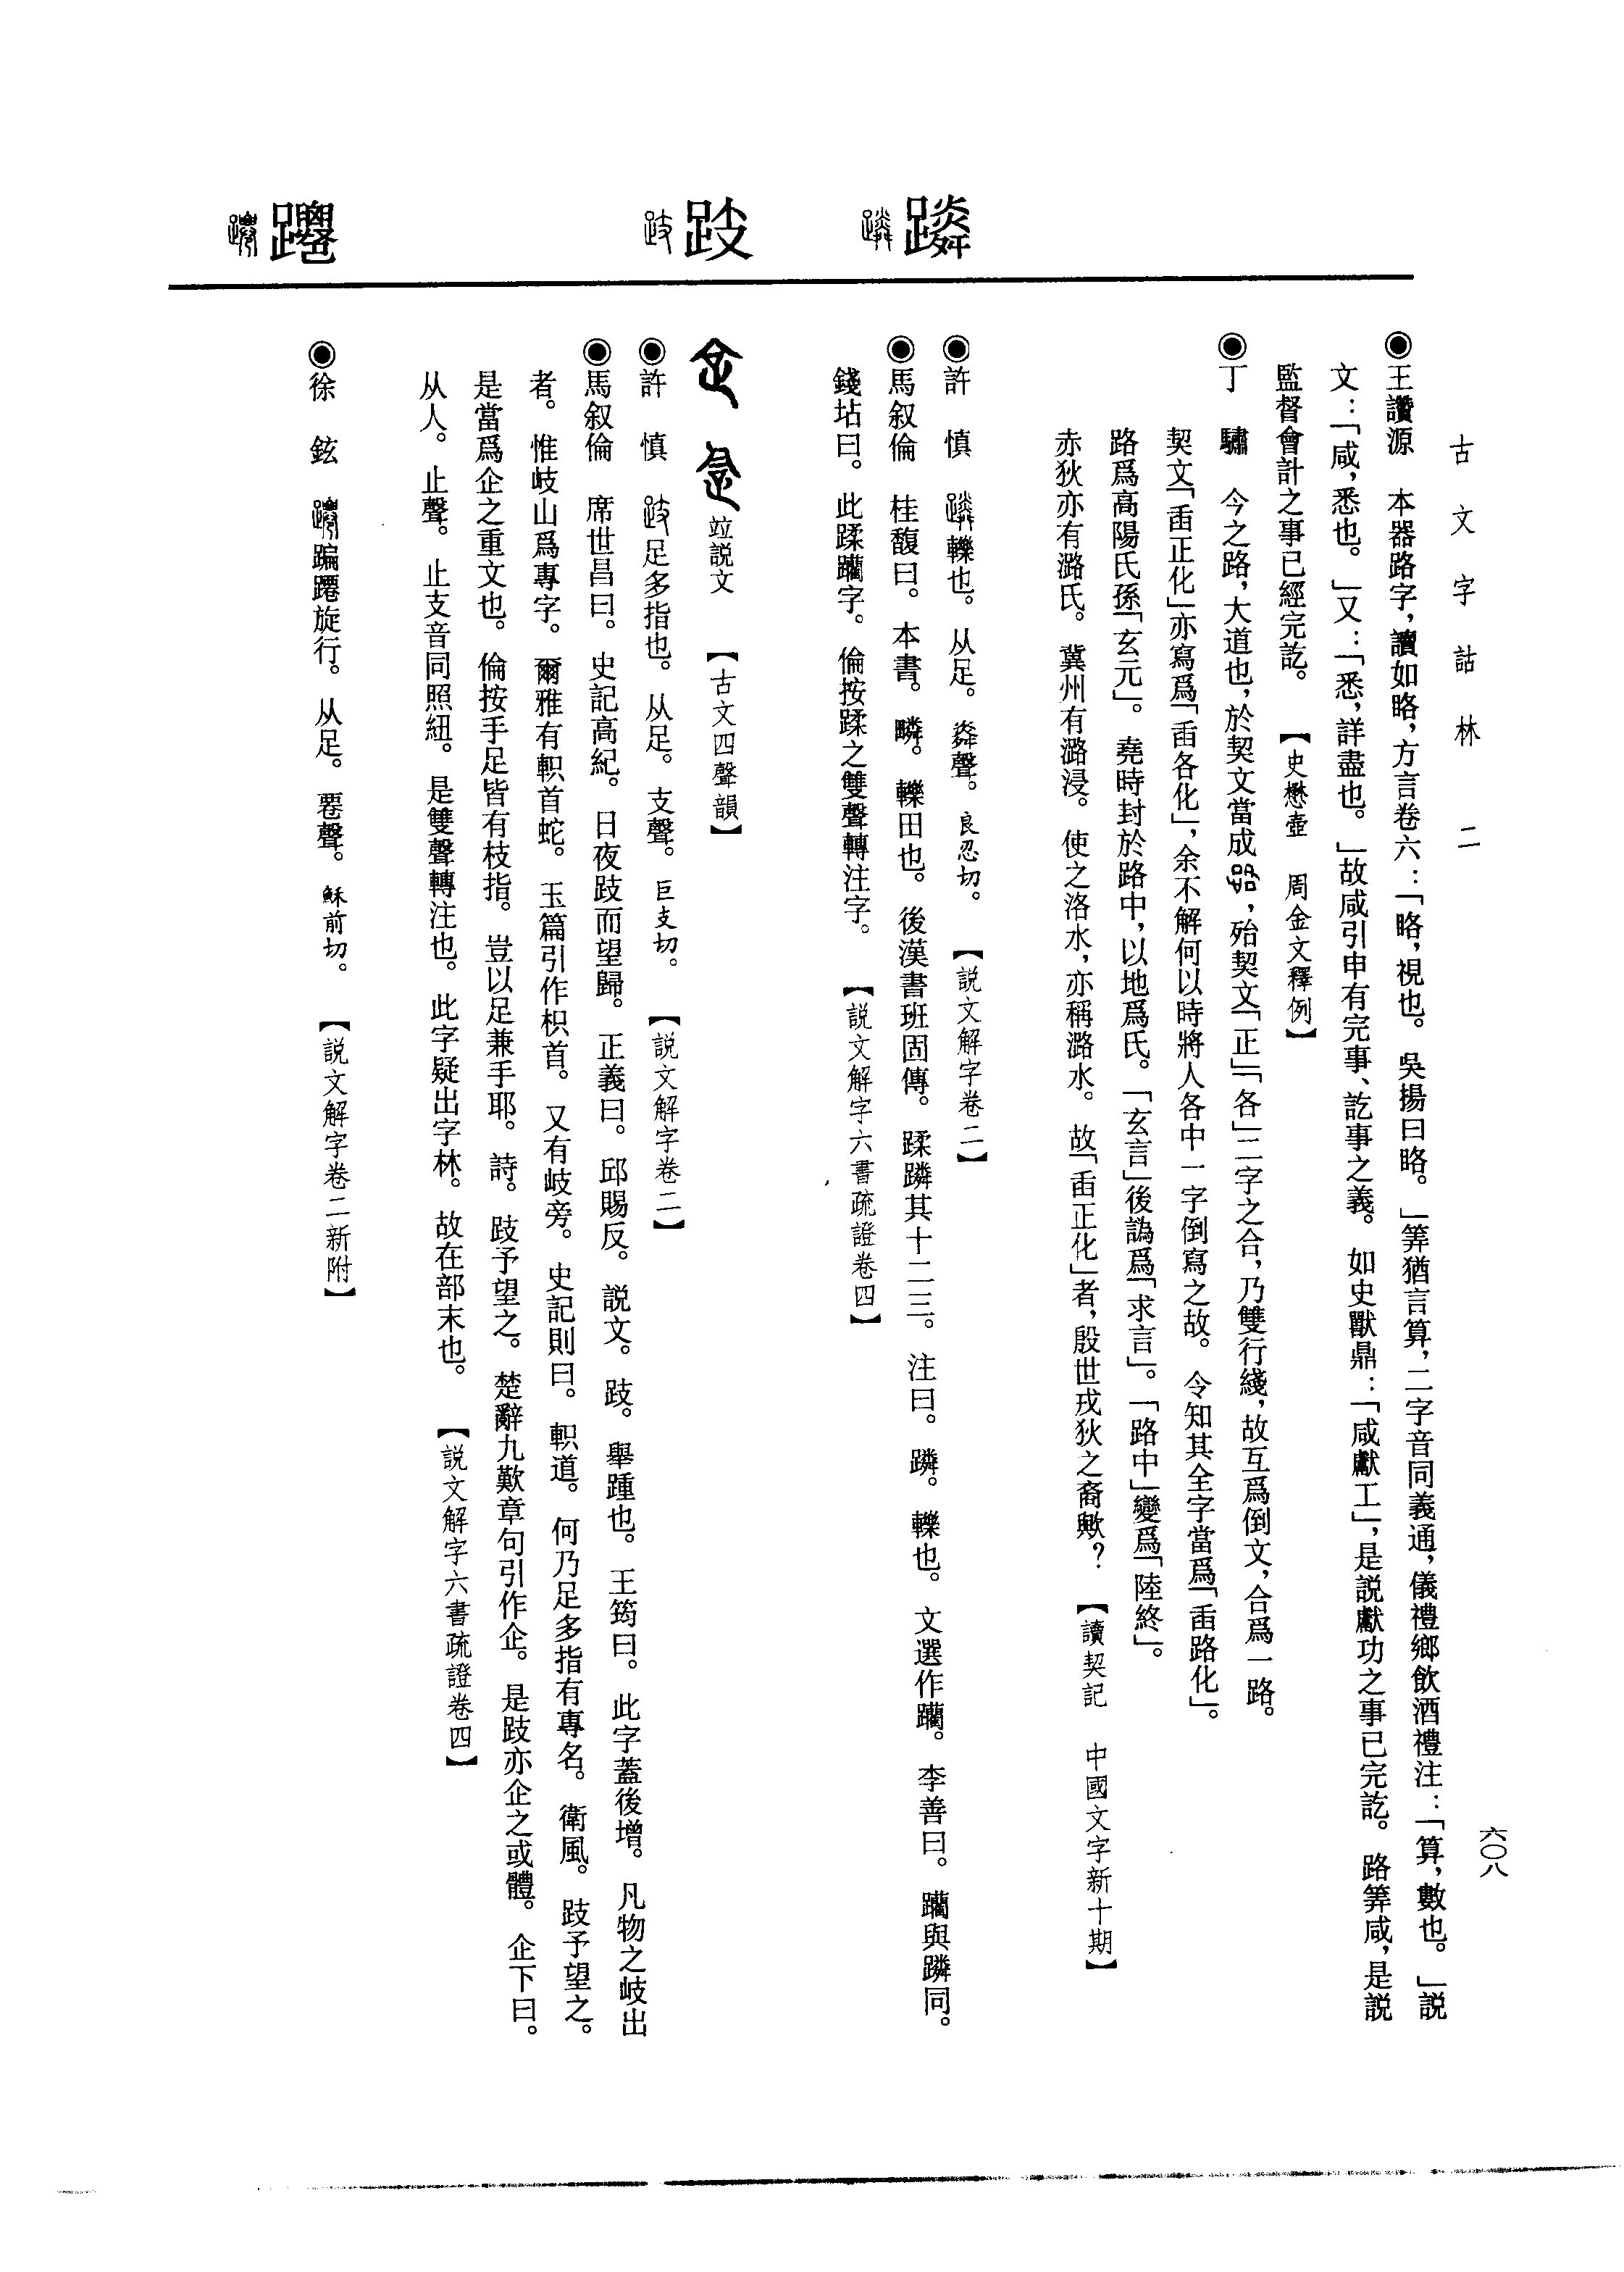 古文字詁林 二
六〇八
◉王讚源 本器路字，讀如略，方言卷六：「略，視也。吳揚曰略。」筭猶言算，二字音同義通，儀禮鄉飲酒禮注：「算，數也。」説
文：「咸，悉也。」又：「悉，詳盡也。」故咸引申有完事、訖事之義。如史獸鼎：「咸獻工」，是説獻功之事已完訖。路筭咸，是説
監督會計之事已經完訖。 【史懋壺 周金文釋例】
◉丁 驌 今之路，大道也，於契文當成，殆契文「正」「各」二字之合，乃雙行綫，故互爲倒文，合爲一路。
契文「𠭯正化」亦寫爲「𠭯各化」，余不解何以時將人各中一字倒寫之故。令知其全字當爲「路化」。
路爲高陽氏孫「玄元」。堯時封於路中，以地爲氏。「玄言」後譌爲「求言」。「路中」變爲「陸終」。
赤狄亦有潞氏。冀州有潞浸。使之洛水，亦稱潞水。故「正化」者，殷世戎狄之裔歟？ 【讀契記 中國文字新十期】
蹸
◉許 慎 轢也。从足。粦聲。良忍切。 【説文解字卷二】
◉馬叙倫 桂馥曰。本書。疄。轢田也。後漢書班固傳。蹂蹸其十二三。注曰。蹸。轢也。文選作躪。李善曰。躪與蹸同。
錢坫曰。此蹂躪字。倫按蹂之雙聲轉注字。 【説文解字六書疏證卷四】
跂
竝説文 【古文四聲韻】
◉許 慎 足多指也。从足。支聲。巨支切。 【説文解字卷二】
◉馬叙倫 席世昌曰。史記高紀。日夜跂而望歸。正義曰。邱賜反。説文。跂。舉踵也。王筠曰。此字蓋後增。凡物之岐出
者。惟岐山爲專字。爾雅有軹首蛇。玉篇引作枳首。又有岐旁。史記則曰。軹道。何乃足多指有專名。衛風。跂予望之。
是當爲企之重文也。倫按手足皆有枝指。豈以足兼手耶。詩。跂予望之。楚辭九歎章句引作企。是跂亦企之或體。企下曰。
从人。止聲。止支音同照紐。是雙聲轉注也。此字疑出字林。故在部末也。 【説文解字六書疏證卷四】
躚
◉徐 鉉 蹁躚旋行。从足。䙴聲。穌前切。 【説文解字卷二新附】